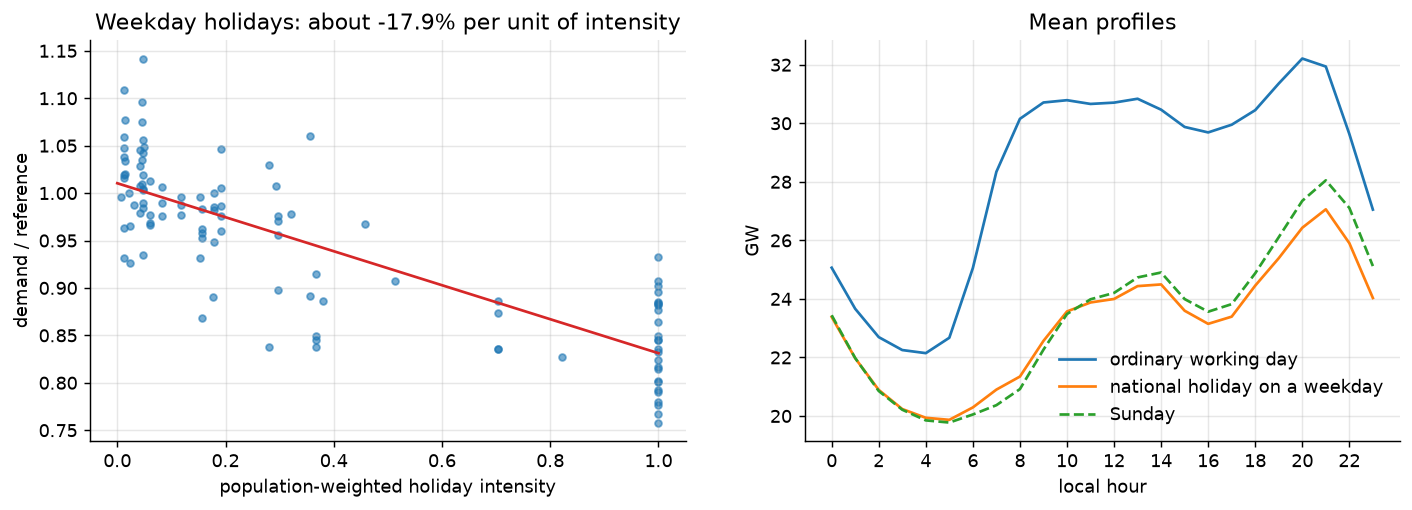 Weekday holidays: about -17.9% per unit of intensity
1.15
1.10
1.05
1.00
0.95
0.90
0.85
0.80
0.75
demand / reference
0.0 0.2 0.4 0.6 0.8 1.0
population-weighted holiday intensity
Mean profiles
32
30
28
26
24
22
20
GW
ordinary working day
national holiday on a weekday
Sunday
0 2 4 6 8 10 12 14 16 18 20 22
local hour